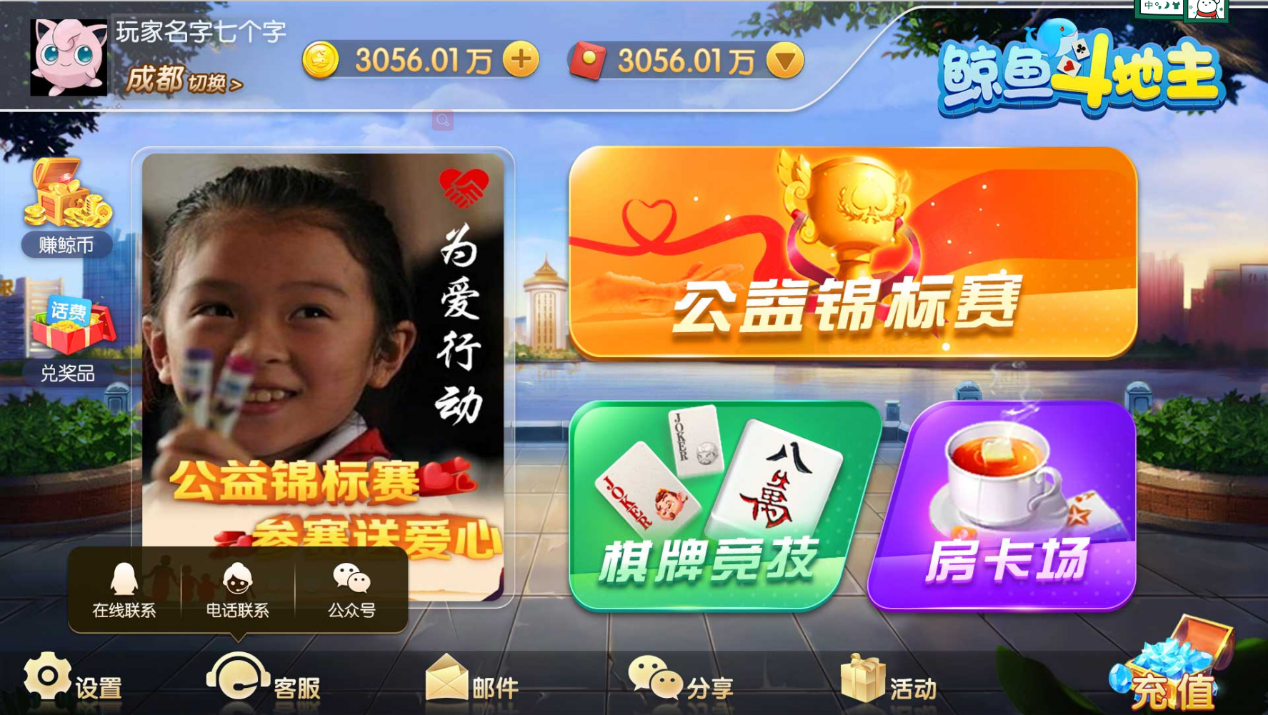 玩家名字七个字
成都 切换>
3056.01万
3056.01万
鲸鱼斗地主
中
赚鲸币
话费
兑奖品
为爱行动
公益锦标赛
参赛送爱心
公益锦标赛
JOKER
JOKER
八萬
棋牌竞技
房卡场
在线联系
电话联系
公众号
设置
客服
邮件
分享
活动
充值